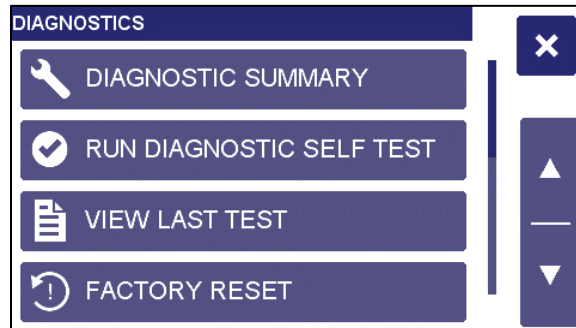 DIAGNOSTICS
DIAGNOSTIC SUMMARY
RUN DIAGNOSTIC SELF TEST
VIEW LAST TEST
FACTORY RESET